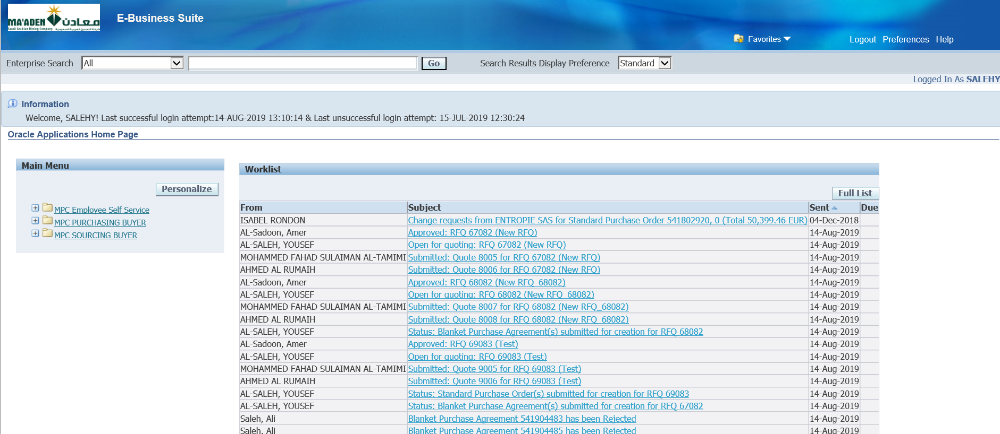 MA'ADEN معادن
Saudi Arabian Mining Company شركة التعدين العربية السعودية
E-Business Suite
Favorites
Logout Preferences Help
Enterprise Search All Go Search Results Display Preference Standard
Logged In As SALEHY
Information
Welcome, SALEHY! Last successful login attempt:14-AUG-2019 13:10:14 & Last unsuccessful login attempt: 15-JUL-2019 12:30:24
Oracle Applications Home Page
Main Menu
Personalize
MPC Employee Self Service
MPC PURCHASING BUYER
MPC SOURCING BUYER
Worklist
Full List
From Subject Sent Due
ISABEL RONDON Change requests from ENTROPIE SAS for Standard Purchase Order 541802920, 0 (Total 50,399.46 EUR) 04-Dec-2018
AL-Sadoon, Amer Approved: RFQ 67082 (New RFQ) 14-Aug-2019
AL-SALEH, YOUSEF Open for quoting: RFQ 67082 (New RFQ) 14-Aug-2019
MOHAMMED FAHAD SULAIMAN AL-TAMIMI Submitted: Quote 8005 for RFQ 67082 (New RFQ) 14-Aug-2019
AHMED AL RUMAIH Submitted: Quote 8006 for RFQ 67082 (New RFQ) 14-Aug-2019
AL-Sadoon, Amer Approved: RFQ 68082 (New RFQ_68082) 14-Aug-2019
AL-SALEH, YOUSEF Open for quoting: RFQ 68082 (New RFQ_68082) 14-Aug-2019
MOHAMMED FAHAD SULAIMAN AL-TAMIMI Submitted: Quote 8007 for RFQ 68082 (New RFQ_68082) 14-Aug-2019
AHMED AL RUMAIH Submitted: Quote 8008 for RFQ 68082 (New RFQ_68082) 14-Aug-2019
AL-SALEH, YOUSEF Status: Blanket Purchase Agreement(s) submitted for creation for RFQ 68082 14-Aug-2019
AL-Sadoon, Amer Approved: RFQ 69083 (Test) 14-Aug-2019
AL-SALEH, YOUSEF Open for quoting: RFQ 69083 (Test) 14-Aug-2019
MOHAMMED FAHAD SULAIMAN AL-TAMIMI Submitted: Quote 9005 for RFQ 69083 (Test) 14-Aug-2019
AHMED AL RUMAIH Submitted: Quote 9006 for RFQ 69083 (Test) 14-Aug-2019
AL-SALEH, YOUSEF Status: Standard Purchase Order(s) submitted for creation for RFQ 69083 14-Aug-2019
AL-SALEH, YOUSEF Status: Blanket Purchase Agreement(s) submitted for creation for RFQ 67082 14-Aug-2019
Saleh, Ali Blanket Purchase Agreement 541904483 has been Rejected 14-Aug-2019
Saleh, Ali Blanket Purchase Agreement 541904485 has been Rejected 14-Aug-2019